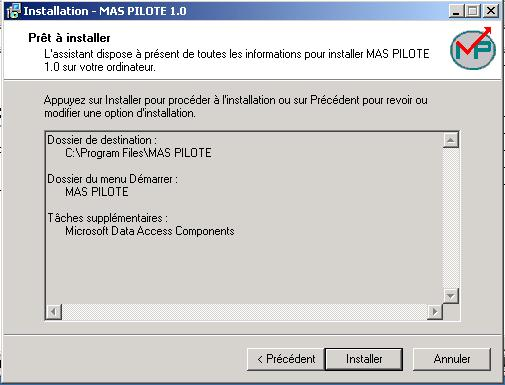 Installation - MAS PILOTE 1.0
Prêt à installer
L'assistant dispose à présent de toutes les informations pour installer MAS PILOTE
1.0 sur votre ordinateur.
MP
Appuyez sur Installer pour procéder à l'installation ou sur Précédent pour revoir ou
modifier une option d'installation.
Dossier de destination :
C:\Program Files\MAS PILOTE
Dossier du menu Démarrer :
MAS PILOTE
Tâches supplémentaires :
Microsoft Data Access Components
< Précédent
Installer
Annuler